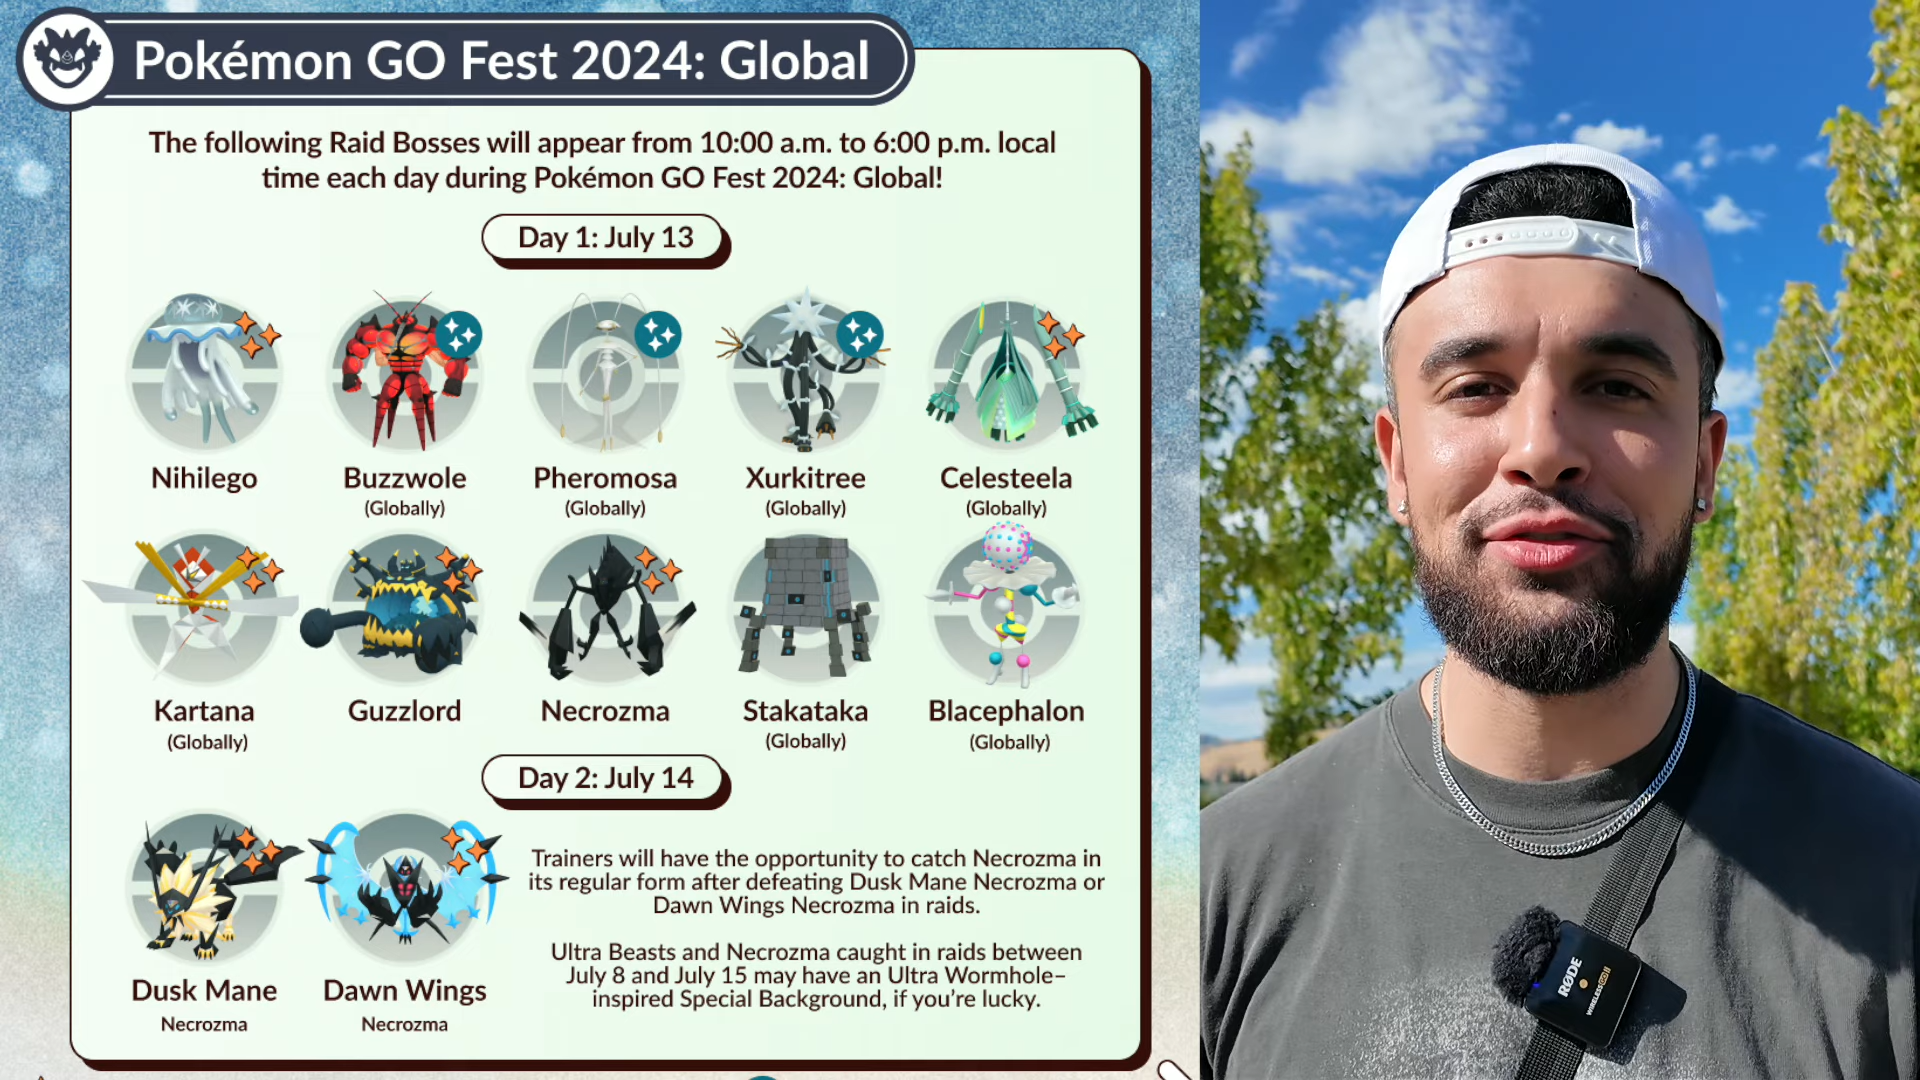 Pokémon GO Fest 2024: Global
The following Raid Bosses will appear from 10:00 a.m. to 6:00 p.m. local
time each day during Pokémon GO Fest 2024: Global!
Day 1: July 13
Nihilego
Buzzwole
(Globally)
Pheromosa
(Globally)
Xurkitree
(Globally)
Celesteela
(Globally)
Kartana
(Globally)
Guzzlord
Necrozma
Stakataka
(Globally)
Blacephalon
(Globally)
Day 2: July 14
Dusk Mane
Necrozma
Dawn Wings
Necrozma
Trainers will have the opportunity to catch Necrozma in
its regular form after defeating Dusk Mane Necrozma or
Dawn Wings Necrozma in raids.
Ultra Beasts and Necrozma caught in raids between
July 8 and July 15 may have an Ultra Wormhole–
inspired Special Background, if you're lucky.
RØDE
WIRELESS GO II